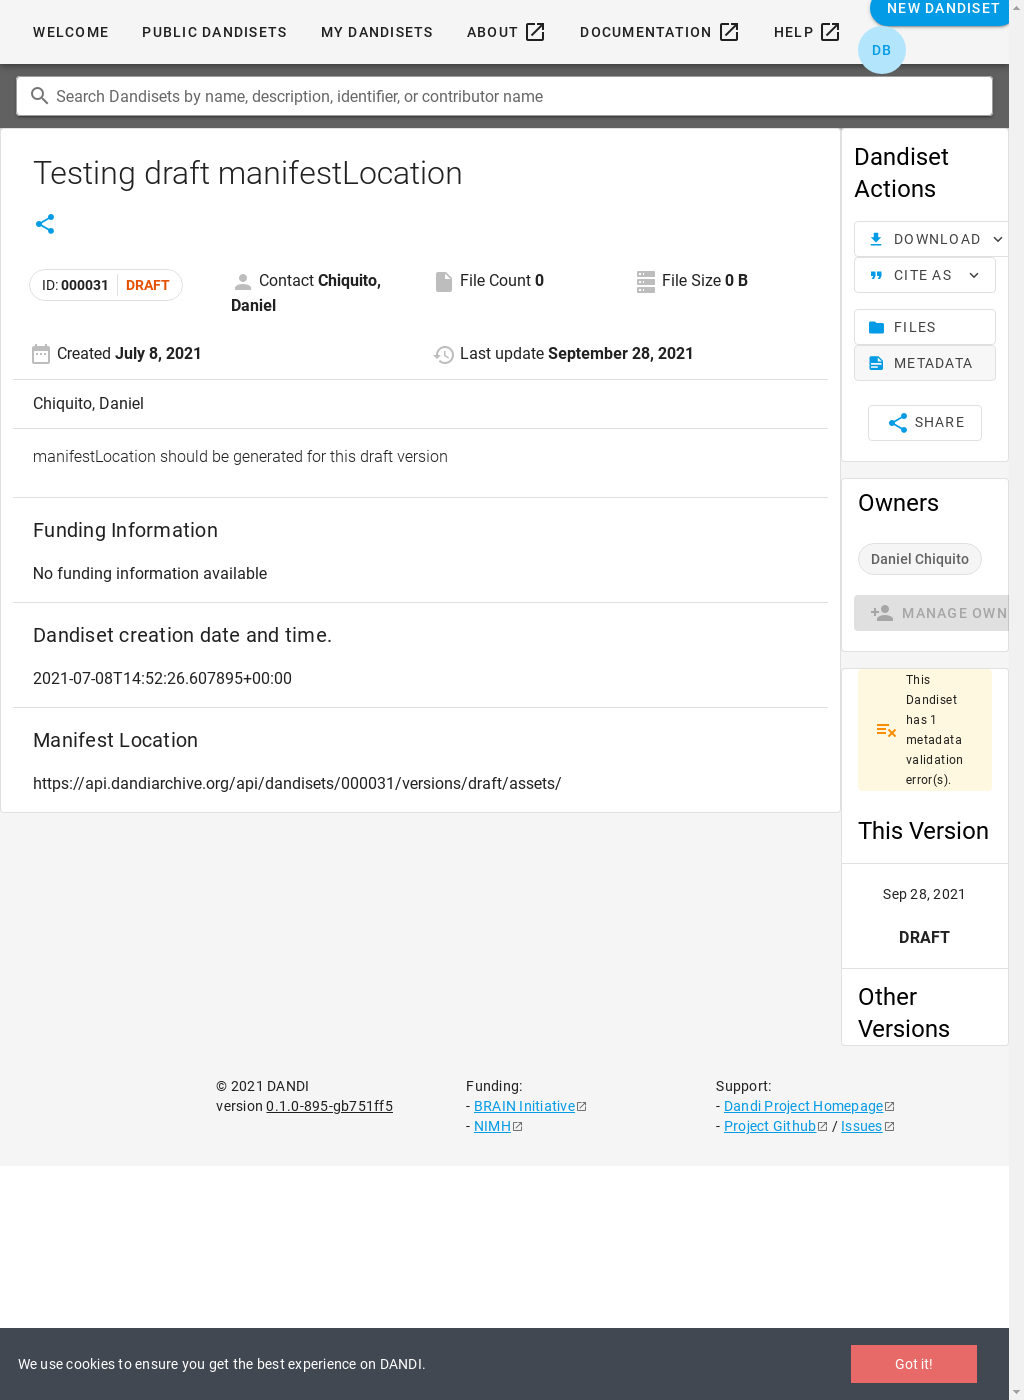 NEW DANDISET
WELCOME PUBLIC DANDISETS MY DANDISETS ABOUT DOCUMENTATION HELP
DB
Search Dandisets by name, description, identifier, or contributor name
Testing draft manifestLocation
ID: 000031 DRAFT
Contact Chiquito,
Daniel
File Count 0
File Size 0 B
Created July 8, 2021
Last update September 28, 2021
Chiquito, Daniel
manifestLocation should be generated for this draft version
Funding Information
No funding information available
Dandiset creation date and time.
2021-07-08T14:52:26.607895+00:00
Manifest Location
https://api.dandiarchive.org/api/dandisets/000031/versions/draft/assets/
Dandiset
Actions
DOWNLOAD
CITE AS
FILES
METADATA
SHARE
Owners
Daniel Chiquito
MANAGE OWN
This
Dandiset
has 1
metadata
validation
error(s).
This Version
Sep 28, 2021
DRAFT
Other
Versions
© 2021 DANDI
version 0.1.0-895-gb751ff5
Funding:
- BRAIN Initiative
- NIMH
Support:
- Dandi Project Homepage
- Project Github / Issues
We use cookies to ensure you get the best experience on DANDI.
Got it!